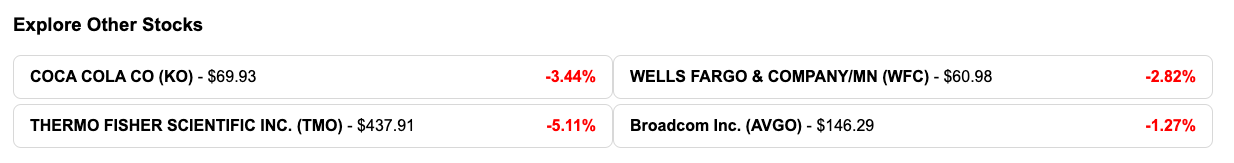 Explore Other Stocks
COCA COLA CO (KO) - $69.93 -3.44%
WELLS FARGO & COMPANY/MN (WFC) - $60.98 -2.82%
THERMO FISHER SCIENTIFIC INC. (TMO) - $437.91 -5.11%
Broadcom Inc. (AVGO) - $146.29 -1.27%